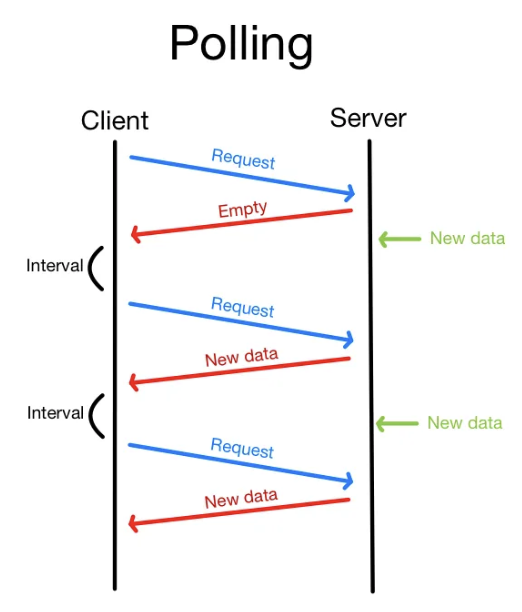 Polling
Client
Server
Request
Empty
New data
Interval
Request
New data
Interval
New data
Request
New data